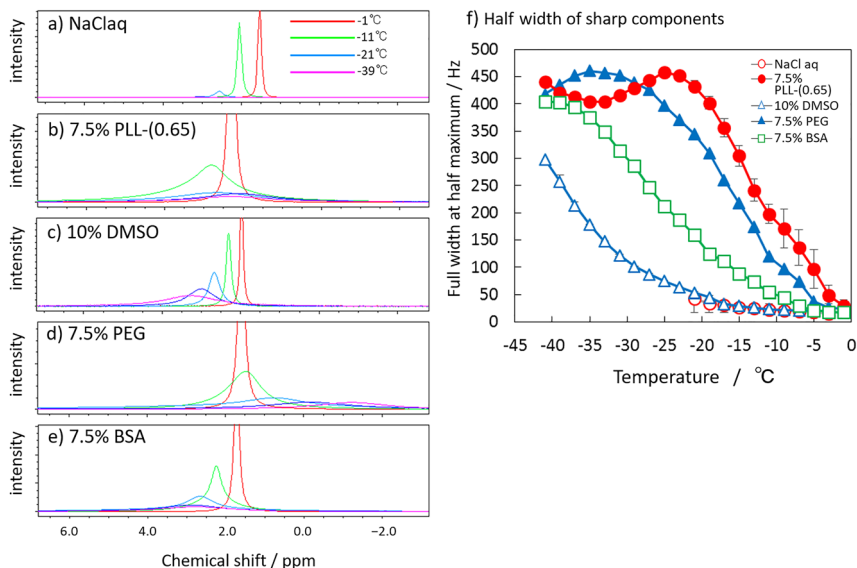 a) NaClaq
-1℃
-11℃
-21℃
-39℃
intensity
b) 7.5% PLL-(0.65)
intensity
c) 10% DMSO
intensity
d) 7.5% PEG
intensity
e) 7.5% BSA
intensity
6.0 4.0 2.0 0.0 -2.0
Chemical shift / ppm
f) Half width of sharp components
Full width at half maximum / Hz
500
450
400
350
300
250
200
150
100
50
0
NaCl aq
7.5%
PLL-(0.65)
10% DMSO
7.5% PEG
7.5% BSA
-45 -40 -35 -30 -25 -20 -15 -10 -5 0
Temperature / ℃